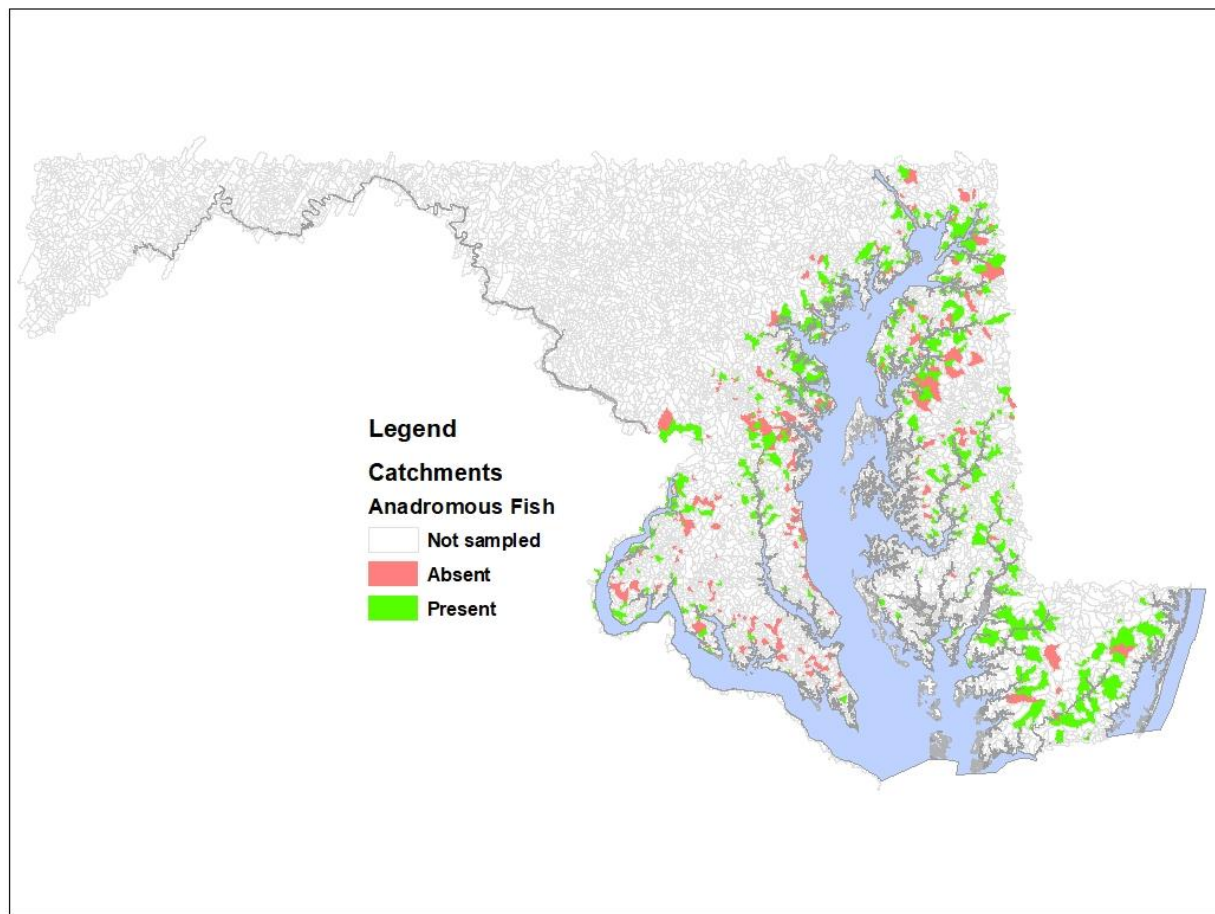 Legend
Catchments
Anadromous Fish
Not sampled
Absent
Present